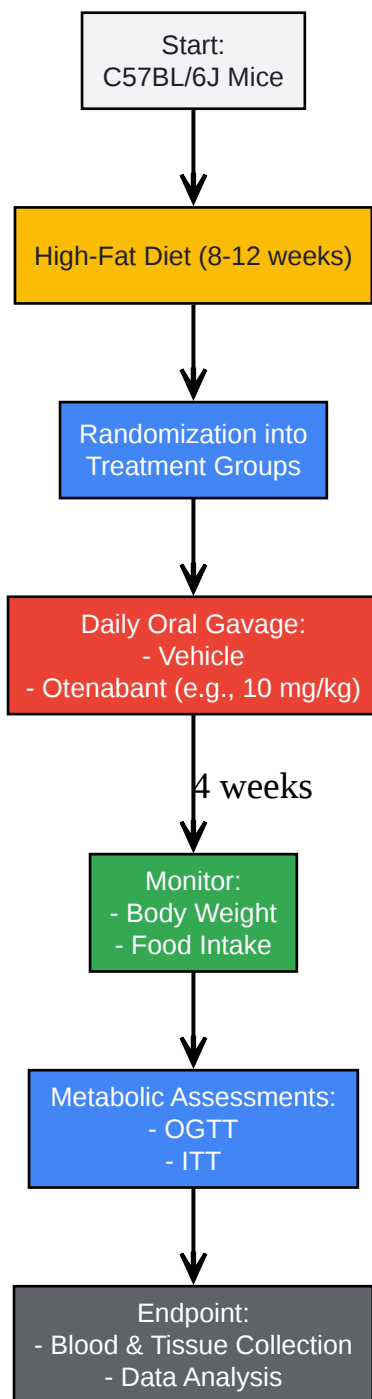 Start:
C57BL/6J Mice
High-Fat Diet (8-12 weeks)
Randomization into
Treatment Groups
Daily Oral Gavage:
- Vehicle
- Otenabant (e.g., 10 mg/kg)
4 weeks
Monitor:
- Body Weight
- Food Intake
Metabolic Assessments:
- OGTT
- ITT
Endpoint:
- Blood & Tissue Collection
- Data Analysis